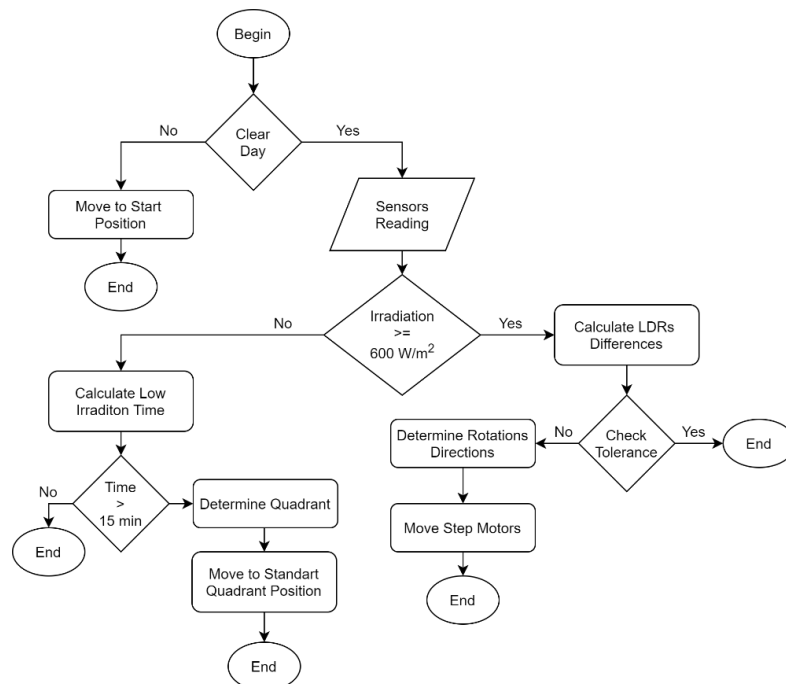 Begin
Clear
Day
No
Yes
Move to Start
Position
End
Sensors
Reading
Irradiation
>=
600 W/m²
No
Yes
Calculate Low
Irraditon Time
Calculate LDRs
Differences
Check
Tolerance
No
Yes
End
Determine Rotations
Directions
Move Step Motors
End
Time
>
15 min
No
End
Determine Quadrant
Move to Standart
Quadrant Position
End